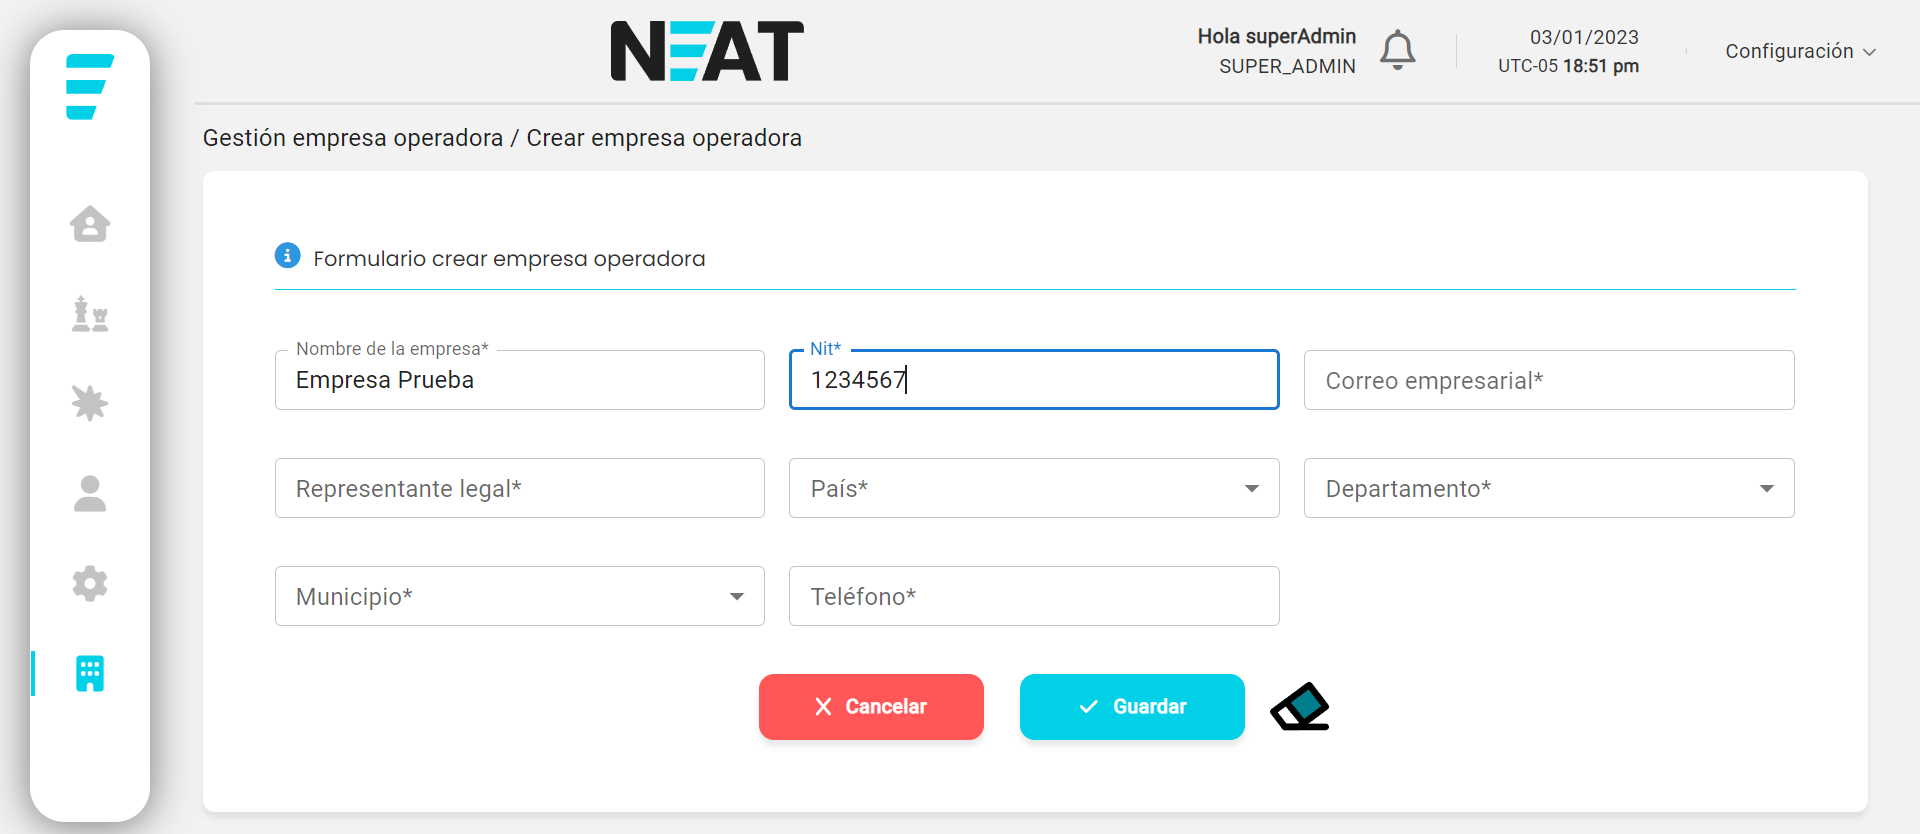 NEAT
Hola superAdmin
SUPER_ADMIN
03/01/2023
UTC-05 18:51 pm
Configuración
Gestión empresa operadora / Crear empresa operadora
Formulario crear empresa operadora
Nombre de la empresa*
Empresa Prueba
Nit*
1234567
Correo empresarial*
Representante legal*
País*
Departamento*
Municipio*
Teléfono*
Cancelar
Guardar